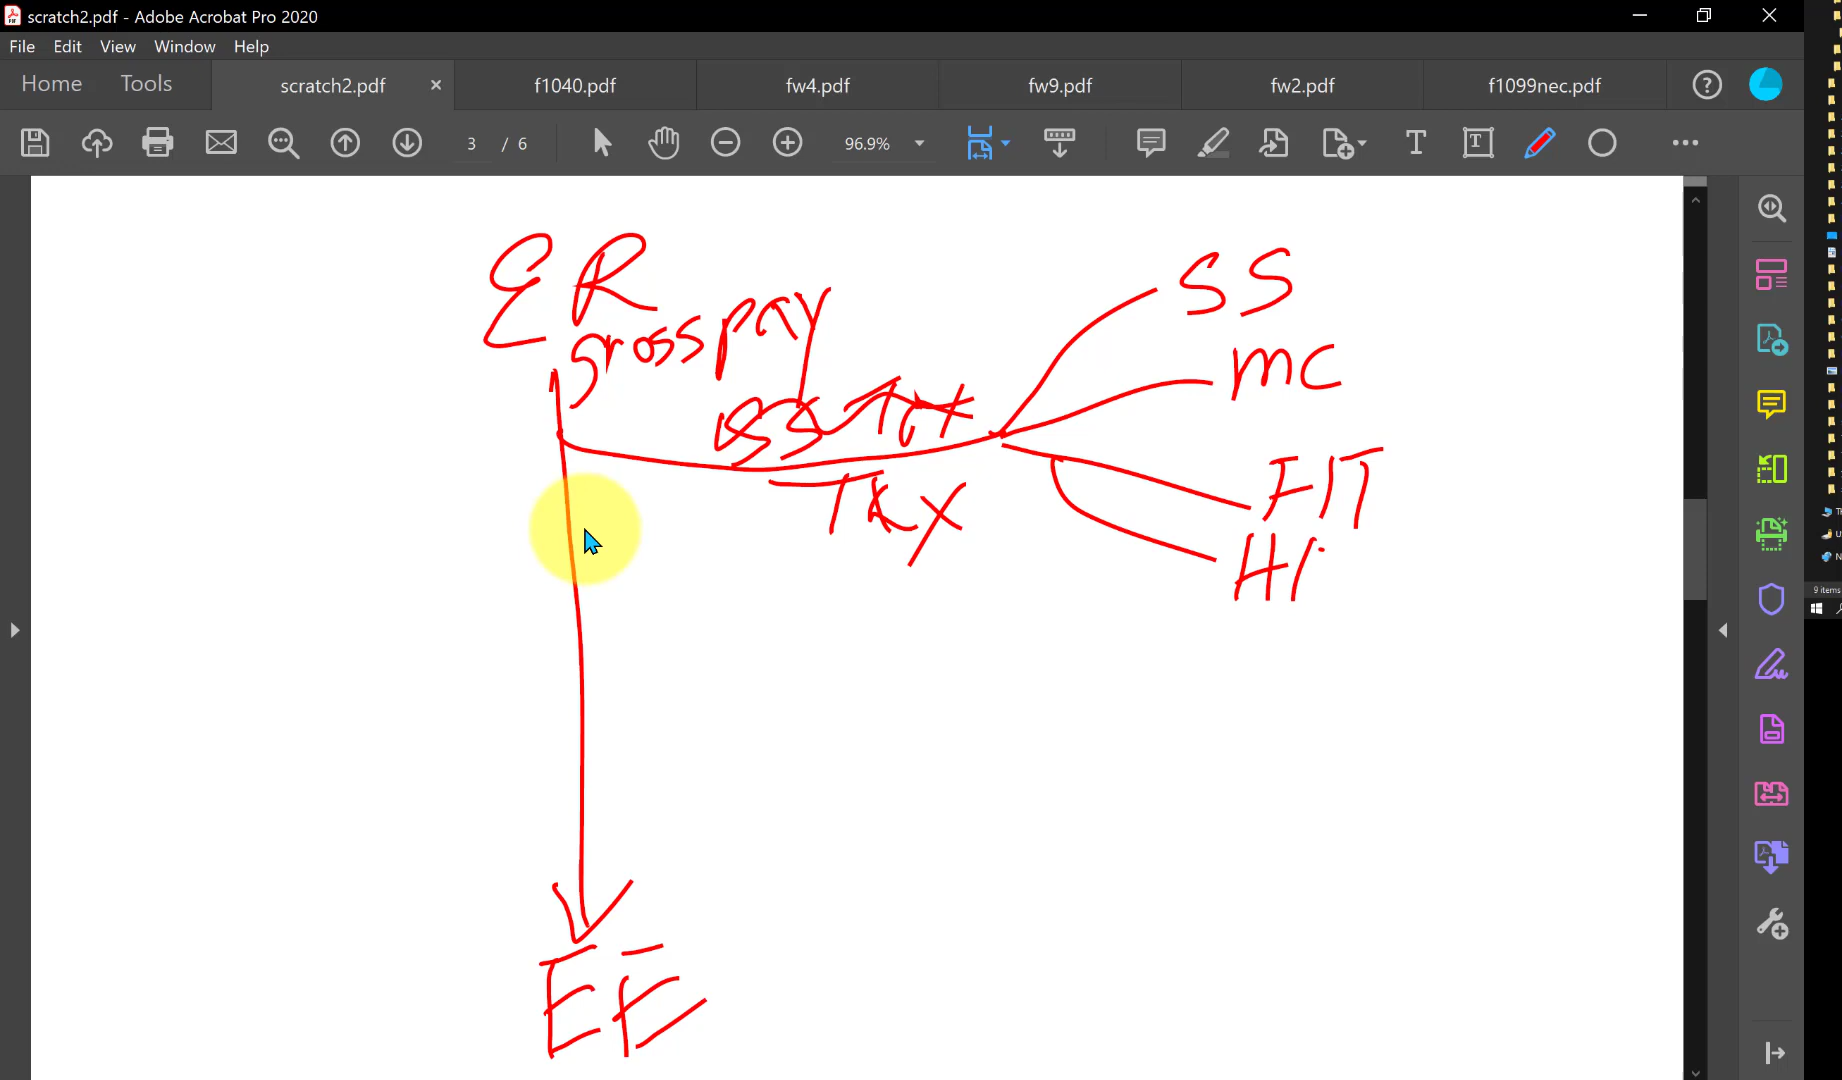 scratch2.pdf - Adobe Acrobat Pro 2020
File Edit View Window Help
Home Tools scratch2.pdf × f1040.pdf fw4.pdf fw9.pdf fw2.pdf f1099nec.pdf
3 / 6 96.9%
ER
gross pay
SS
MC
FIT
HI
TAX
EE
9 items